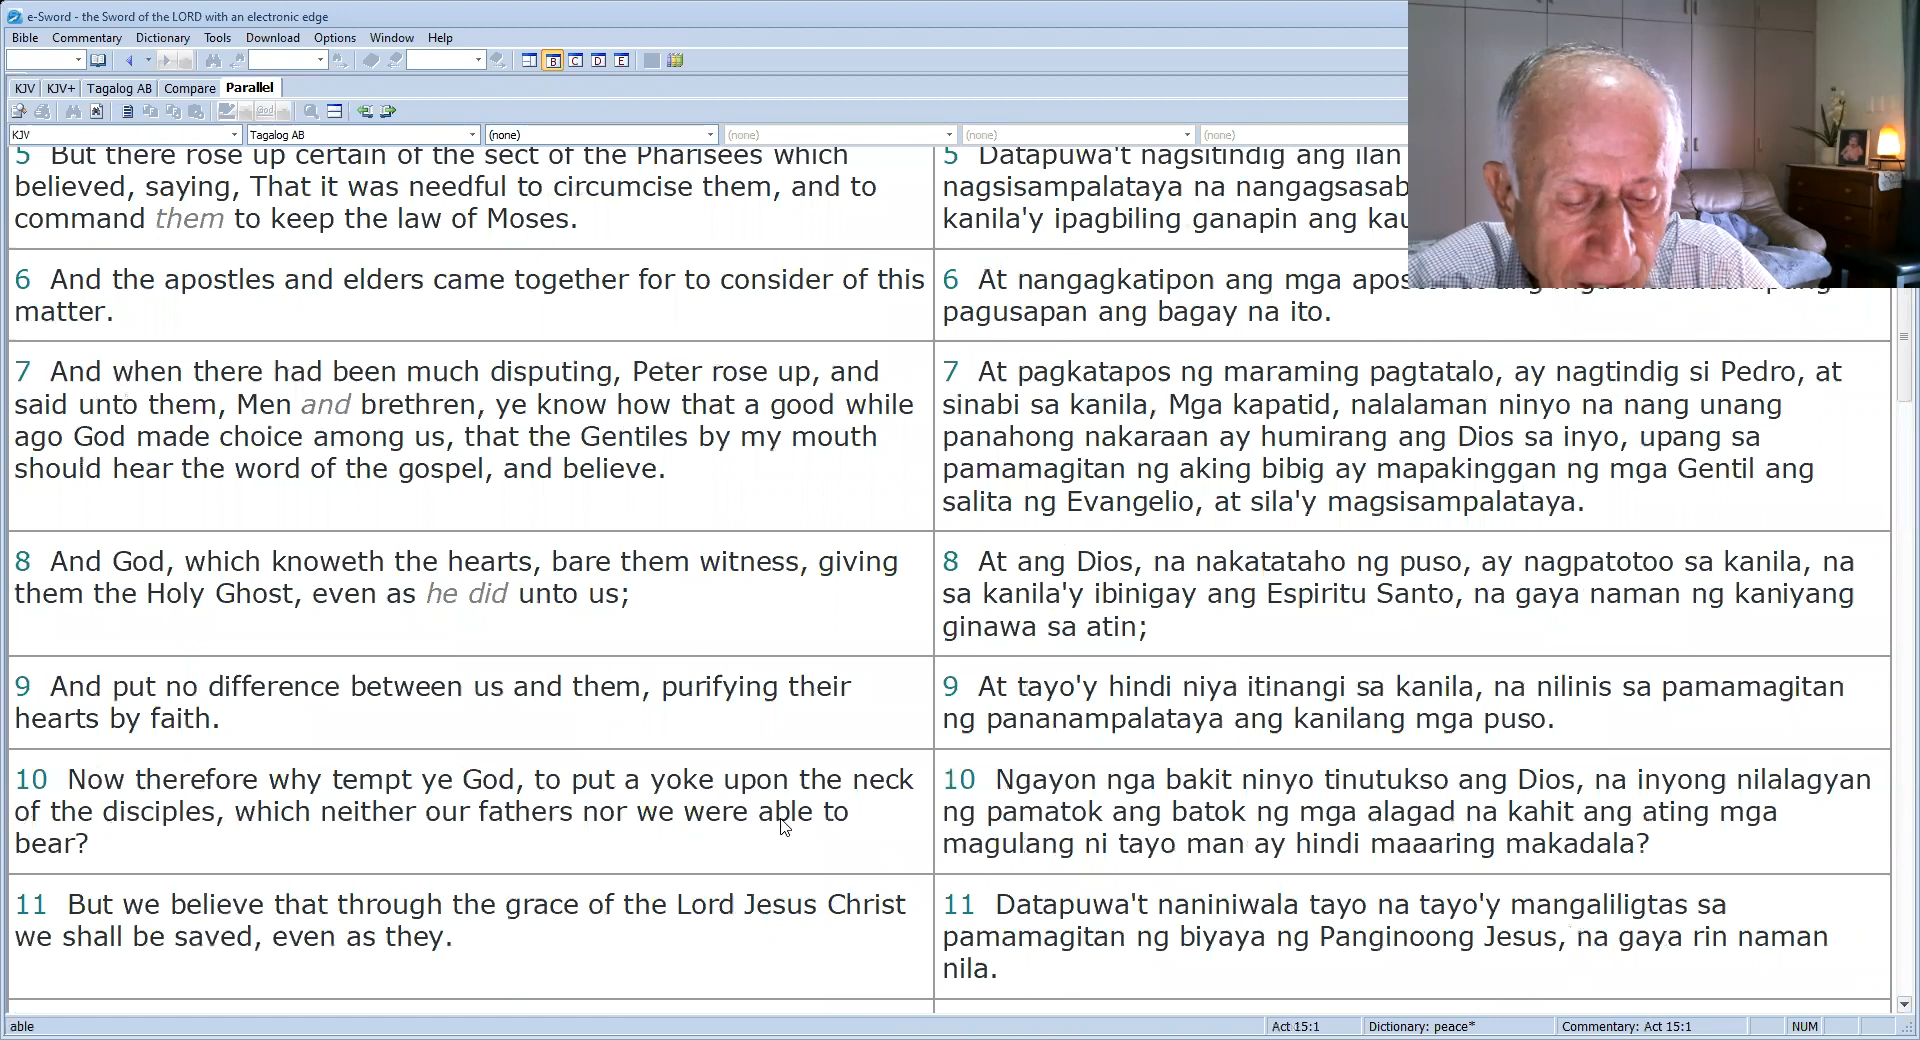 e-Sword - the Sword of the LORD with an electronic edge
Bible Commentary Dictionary Tools Download Options Window Help
B C D E
KJV KJV+ Tagalog AB Compare Parallel
God
KJV Tagalog AB (none) (none) (none) (none)
5 But there rose up certain of the sect of the Pharisees which
believed, saying, That it was needful to circumcise them, and to
command them to keep the law of Moses.
6 And the apostles and elders came together for to consider of this
matter.
7 And when there had been much disputing, Peter rose up, and
said unto them, Men and brethren, ye know how that a good while
ago God made choice among us, that the Gentiles by my mouth
should hear the word of the gospel, and believe.
8 And God, which knoweth the hearts, bare them witness, giving
them the Holy Ghost, even as he did unto us;
9 And put no difference between us and them, purifying their
hearts by faith.
10 Now therefore why tempt ye God, to put a yoke upon the neck
of the disciples, which neither our fathers nor we were able to
bear?
11 But we believe that through the grace of the Lord Jesus Christ
we shall be saved, even as they.
5 Datapuwa't nagsitindig ang ilan
nagsisampalataya na
kanila'y ipagbiling ganapin ang
6 At nangagkatipon ang mga
pagusapan ang bagay na ito.
7 At pagkatapos ng maraming pagtatalo, ay nagtindig si Pedro, at
sinabi sa kanila, Mga kapatid, nalalaman ninyo na nang unang
panahong nakaraan ay humirang ang Dios sa inyo, upang sa
pamamagitan ng aking bibig ay mapakinggan ng mga Gentil ang
salita ng Evangelio, at sila'y magsisampalataya.
8 At ang Dios, na nakatataho ng puso, ay nagpatotoo sa kanila, na
sa kanila'y ibinigay ang Espiritu Santo, na gaya naman ng kaniyang
ginawa sa atin;
9 At tayo'y hindi niya itinangi sa kanila, na nilinis sa pamamagitan
ng pananampalataya ang kanilang mga puso.
10 Ngayon nga bakit ninyo tinutukso ang Dios, na inyong nilalagyan
ng pamatok ang batok ng mga alagad na kahit ang ating mga
magulang ni tayo man ay hindi maaaring makadala?
11 Datapuwa't naniniwala tayo na tayo'y mangaliligtas sa
pamamagitan ng biyaya ng Panginoong Jesus, na gaya rin naman
nila.
able Act 15:1 Dictionary: peace* Commentary: Act 15:1 NUM